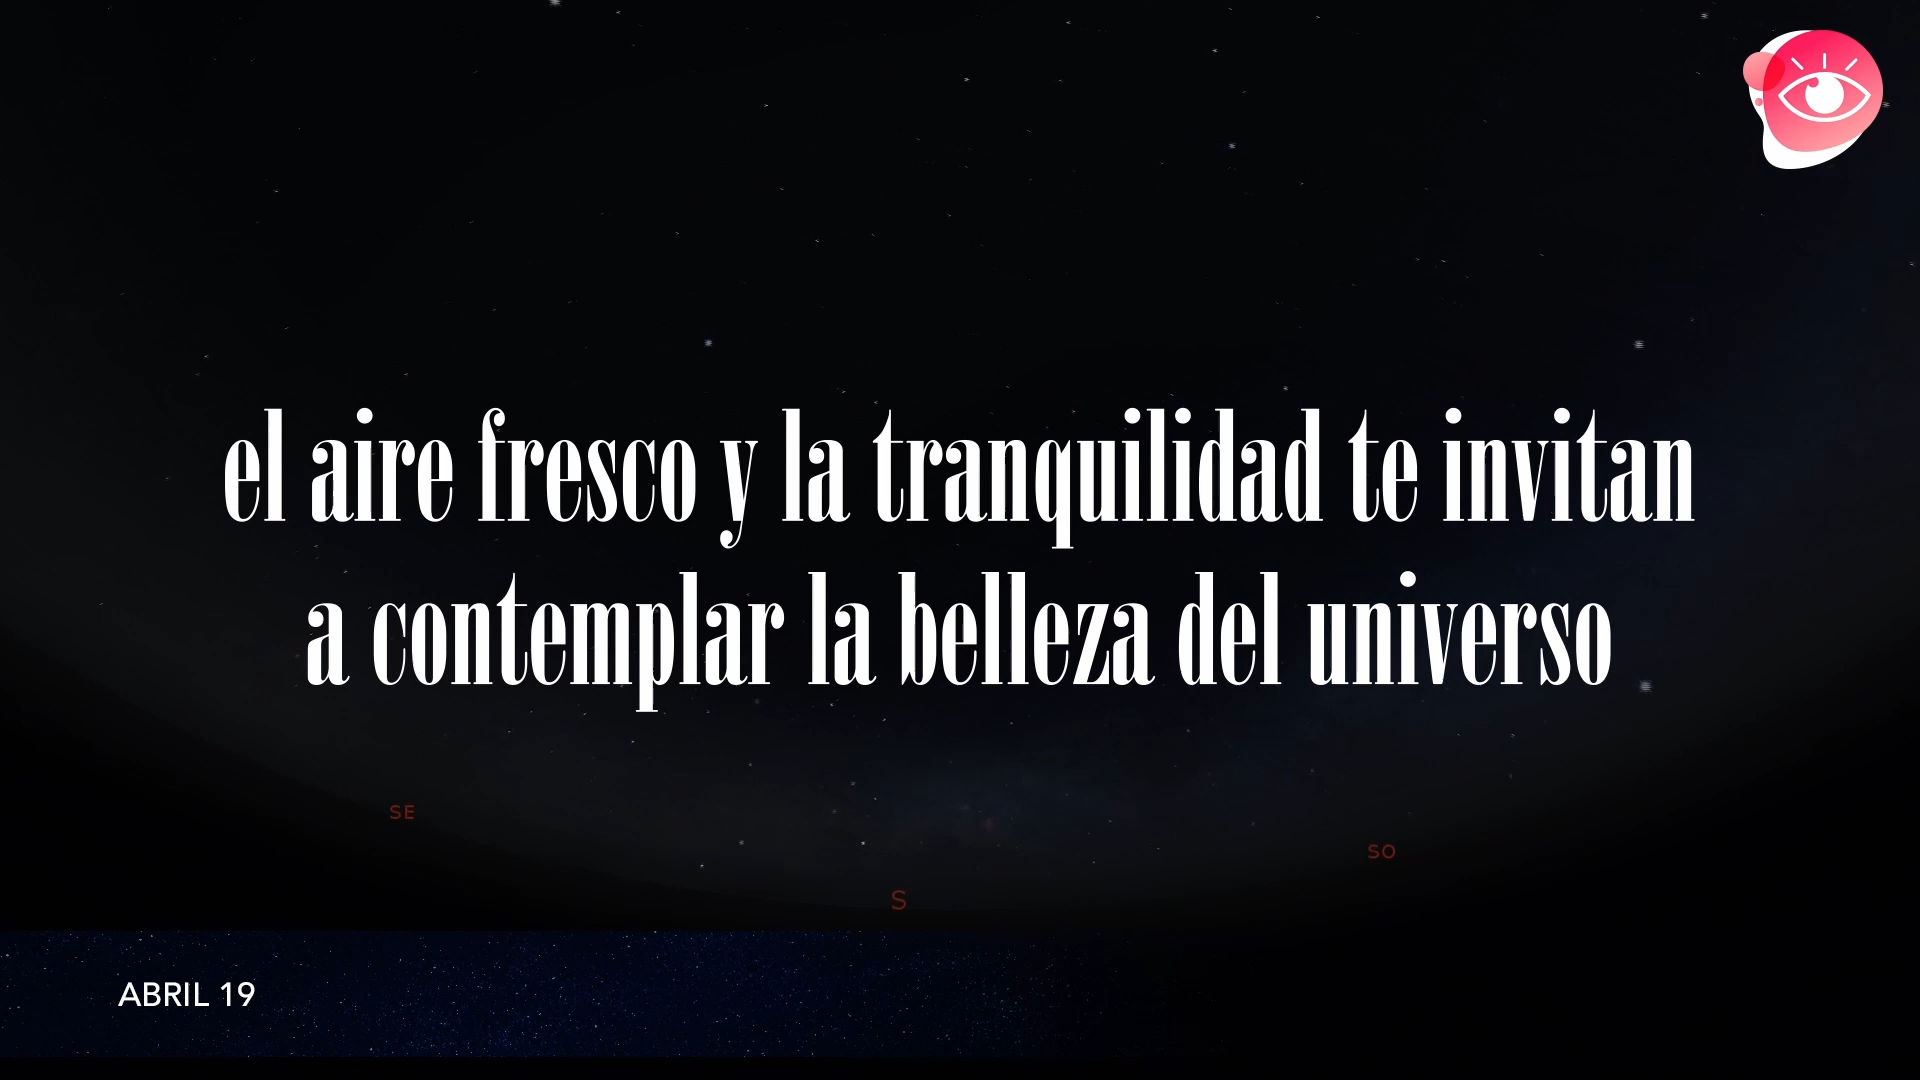 el aire fresco y la tranquilidad te invitan
a contemplar la belleza del universo
SE
SO
S
ABRIL 19